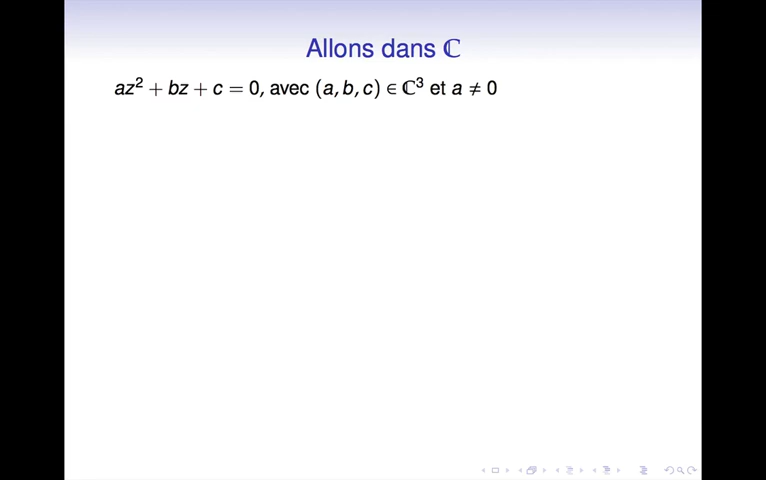 Allons dans ℂ
az² + bz + c = 0, avec (a, b, c) ∈ ℂ³ et a ≠ 0